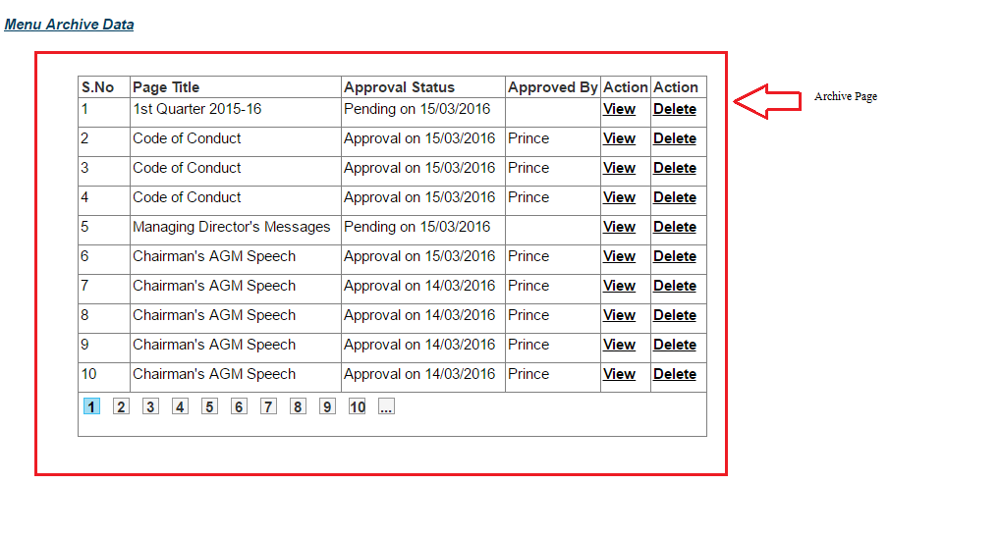 Menu Archive Data
S.No Page Title Approval Status Approved By Action Action
1 1st Quarter 2015-16 Pending on 15/03/2016 View Delete
2 Code of Conduct Approval on 15/03/2016 Prince View Delete
3 Code of Conduct Approval on 15/03/2016 Prince View Delete
4 Code of Conduct Approval on 15/03/2016 Prince View Delete
5 Managing Director's Messages Pending on 15/03/2016 View Delete
6 Chairman's AGM Speech Approval on 15/03/2016 Prince View Delete
7 Chairman's AGM Speech Approval on 14/03/2016 Prince View Delete
8 Chairman's AGM Speech Approval on 14/03/2016 Prince View Delete
9 Chairman's AGM Speech Approval on 14/03/2016 Prince View Delete
10 Chairman's AGM Speech Approval on 14/03/2016 Prince View Delete
1 2 3 4 5 6 7 8 9 10 ...
Archive Page